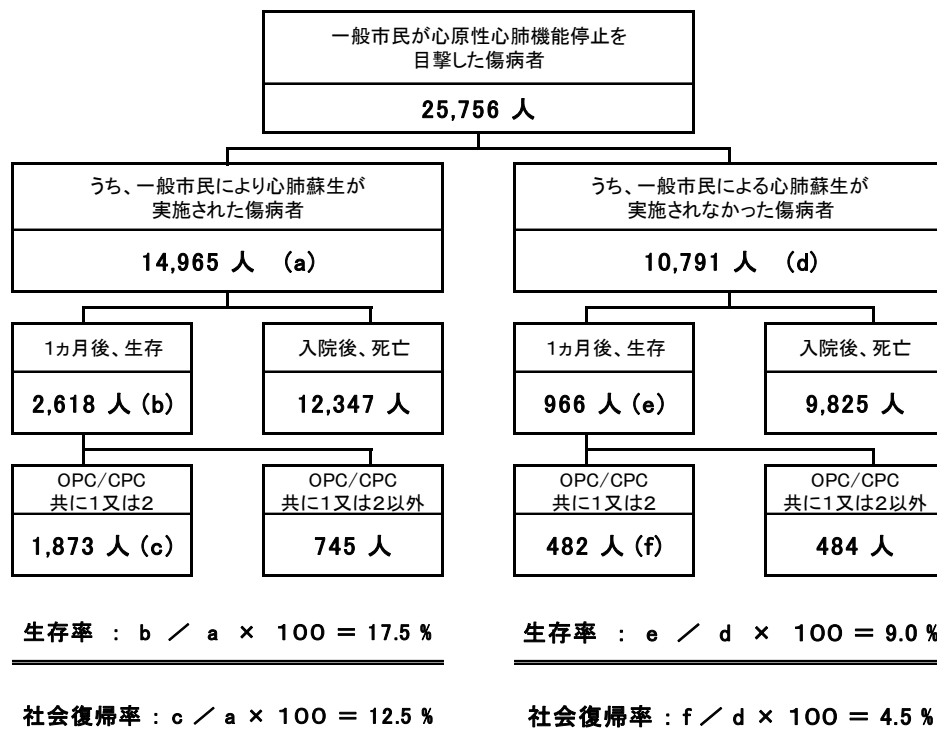 一般市民が心原性心肺機能停止を
目撃した傷病者
25,756 人
うち、一般市民により心肺蘇生が
実施された傷病者
14,965 人 (a)
うち、一般市民による心肺蘇生が
実施されなかった傷病者
10,791 人 (d)
1ヵ月後、生存
2,618 人 (b)
入院後、死亡
12,347 人
1ヵ月後、生存
966 人 (e)
入院後、死亡
9,825 人
OPC/CPC
共に1又は2
1,873 人 (c)
OPC/CPC
共に1又は2以外
745 人
OPC/CPC
共に1又は2
482 人 (f)
OPC/CPC
共に1又は2以外
484 人
生存率 : b / a × 100 = 17.5 %
生存率 : e / d × 100 = 9.0 %
社会復帰率 : c / a × 100 = 12.5 %
社会復帰率 : f / d × 100 = 4.5 %